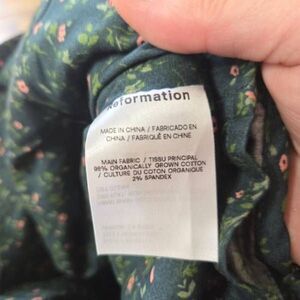 Reformation
MADE IN CHINA / FABRICADO EN
CHINA / FABRIQUÉ EN CHINE
MAIN FABRIC / TISSU PRINCIPAL
98% ORGANICALLY GROWN COTTON
/ CULTURE DU COTON ORGANIQUE
2% SPANDEX